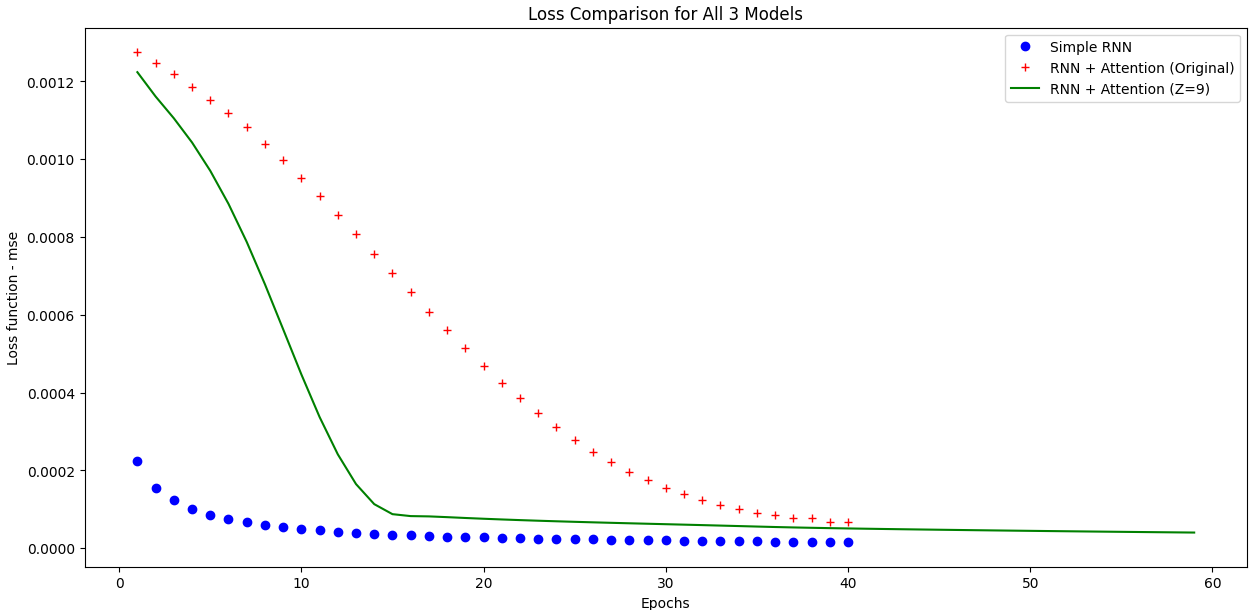 Loss Comparison for All 3 Models
Simple RNN
RNN + Attention (Original)
RNN + Attention (Z=9)
Loss function - mse
0.0012
0.0010
0.0008
0.0006
0.0004
0.0002
0.0000
0 10 20 30 40 50 60
Epochs